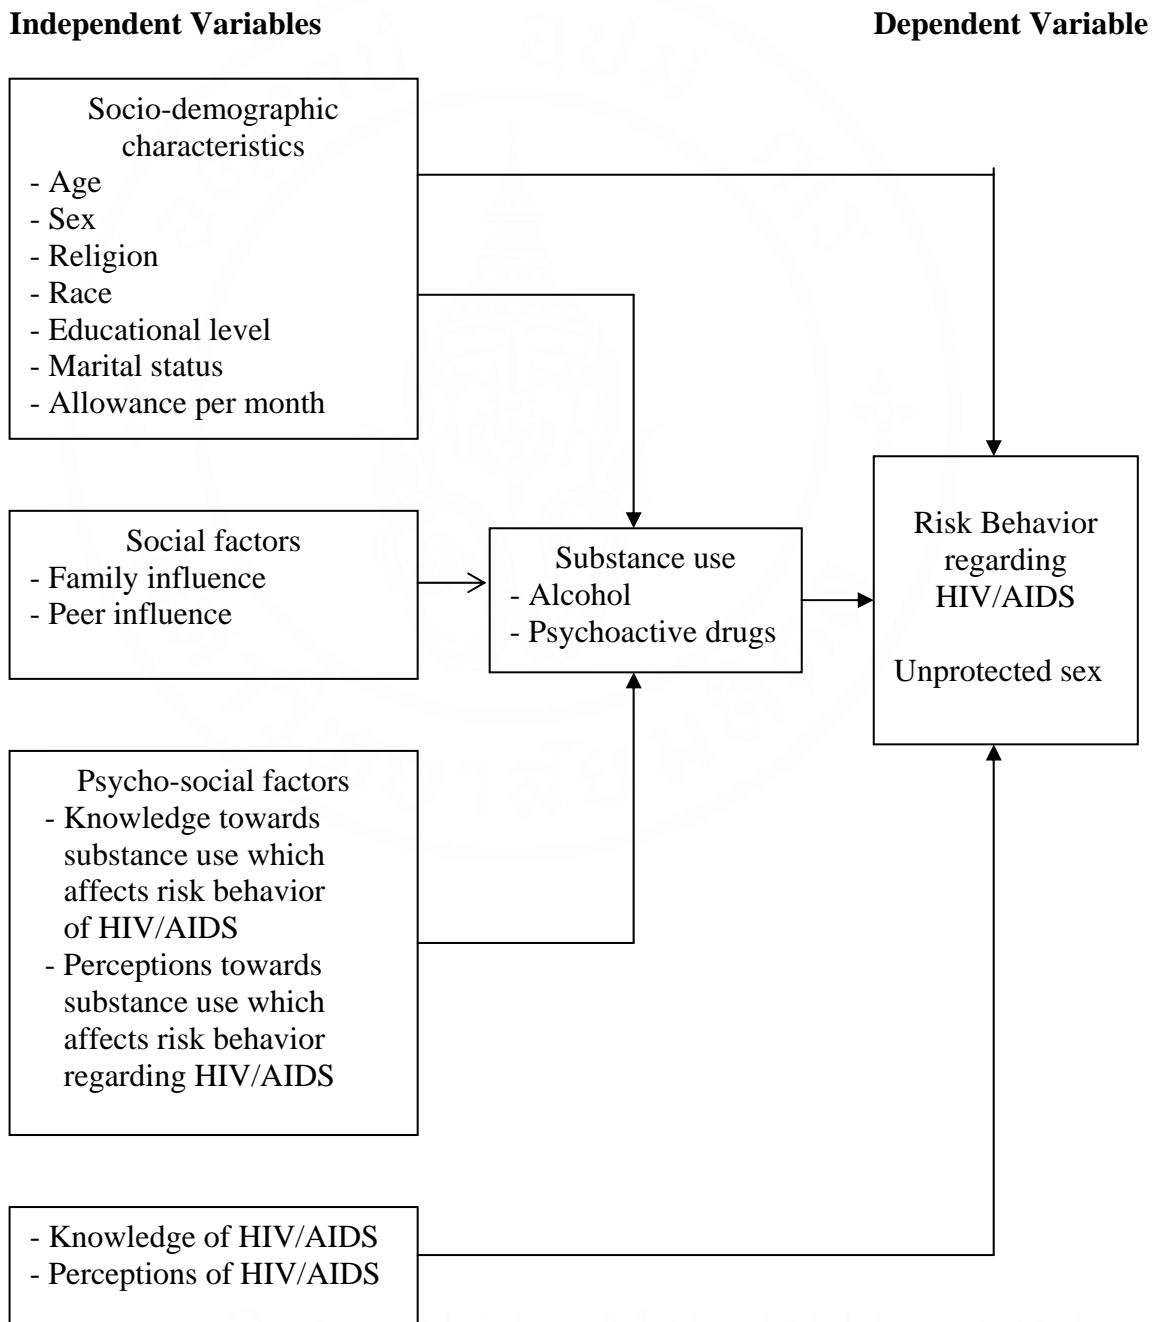 Independent Variables
Dependent Variable
Socio-demographic
characteristics
- Age
- Sex
- Religion
- Race
- Educational level
- Marital status
- Allowance per month
Social factors
- Family influence
- Peer influence
Substance use
- Alcohol
- Psychoactive drugs
Risk Behavior
regarding
HIV/AIDS
Unprotected sex
Psycho-social factors
- Knowledge towards
substance use which
affects risk behavior
of HIV/AIDS
- Perceptions towards
substance use which
affects risk behavior
regarding HIV/AIDS
- Knowledge of HIV/AIDS
- Perceptions of HIV/AIDS